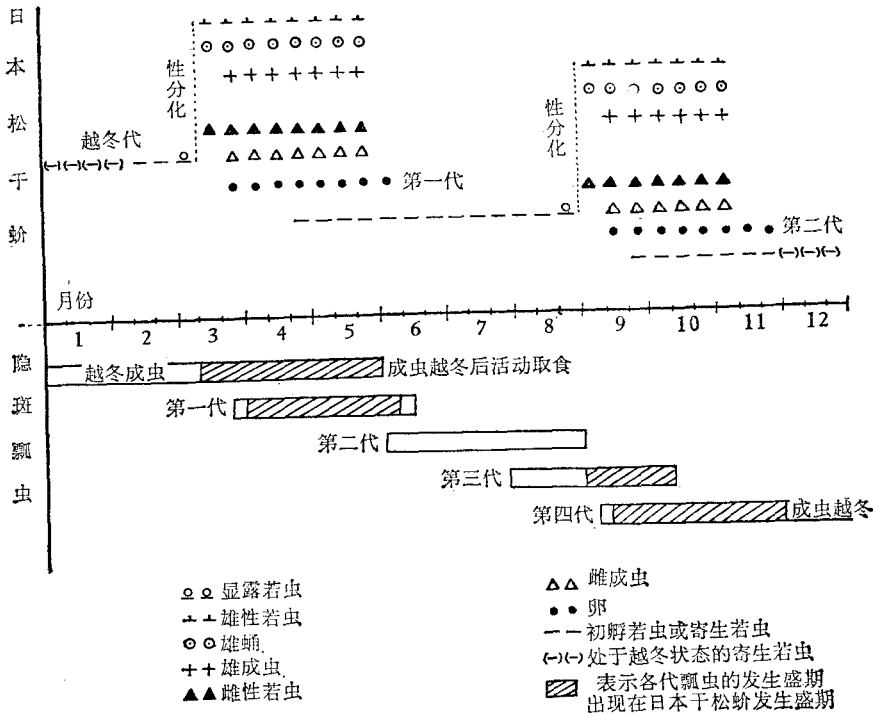 日本松干蚧
性分化
越冬代
第一代
性分化
第二代
月份
1 2 3 4 5 6 7 8 9 10 11 12
隐斑瓢虫
越冬成虫
成虫越冬后活动取食
第一代
第二代
第三代
第四代
成虫越冬
显露若虫
雄性若虫
雄蛹
雄成虫
雌性若虫
雌成虫
卵
初孵若虫或寄生若虫
处于越冬状态的寄生若虫
表示各代瓢虫的发生盛期
出现在日本干松蚧发生盛期